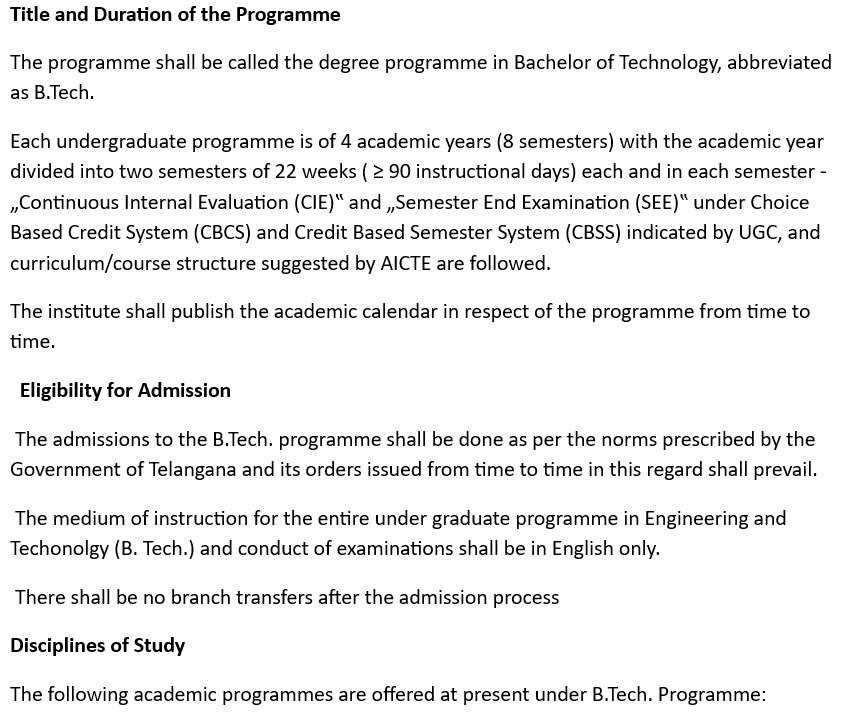 Title and Duration of the Programme
The programme shall be called the degree programme in Bachelor of Technology, abbreviated
as B.Tech.
Each undergraduate programme is of 4 academic years (8 semesters) with the academic year
divided into two semesters of 22 weeks ( ≥ 90 instructional days) each and in each semester -
„Continuous Internal Evaluation (CIE)‟ and „Semester End Examination (SEE)‟ under Choice
Based Credit System (CBCS) and Credit Based Semester System (CBSS) indicated by UGC, and
curriculum/course structure suggested by AICTE are followed.
The institute shall publish the academic calendar in respect of the programme from time to
time.
Eligibility for Admission
The admissions to the B.Tech. programme shall be done as per the norms prescribed by the
Government of Telangana and its orders issued from time to time in this regard shall prevail.
The medium of instruction for the entire under graduate programme in Engineering and
Techonolgy (B. Tech.) and conduct of examinations shall be in English only.
There shall be no branch transfers after the admission process
Disciplines of Study
The following academic programmes are offered at present under B.Tech. Programme: